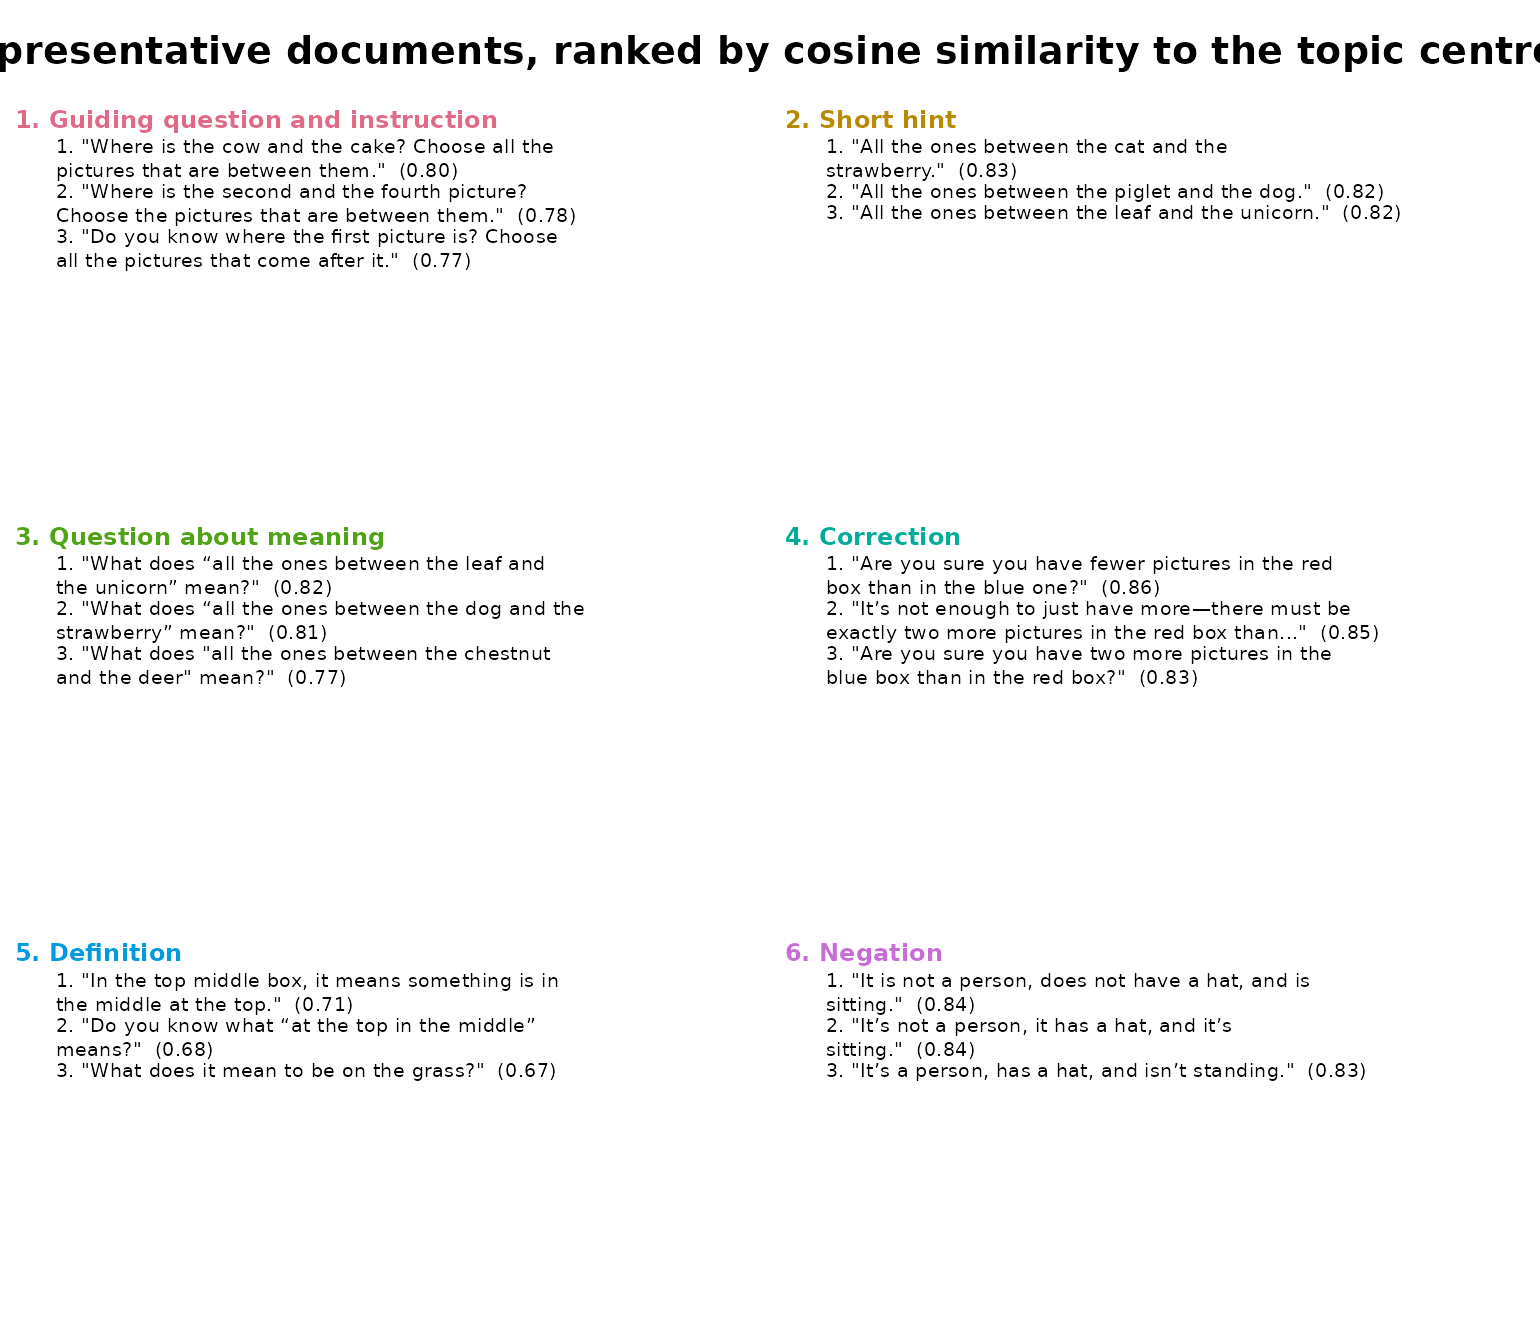 presentative documents, ranked by cosine similarity to the topic centr
1. Guiding question and instruction
1. "Where is the cow and the cake? Choose all the
pictures that are between them."  (0.80)
2. "Where is the second and the fourth picture?
Choose the pictures that are between them."  (0.78)
3. "Do you know where the first picture is? Choose
all the pictures that come after it."  (0.77)
2. Short hint
1. "All the ones between the cat and the
strawberry."  (0.83)
2. "All the ones between the piglet and the dog."  (0.82)
3. "All the ones between the leaf and the unicorn."  (0.82)
3. Question about meaning
1. "What does “all the ones between the leaf and
the unicorn” mean?"  (0.82)
2. "What does “all the ones between the dog and the
strawberry” mean?"  (0.81)
3. "What does "all the ones between the chestnut
and the deer" mean?"  (0.77)
4. Correction
1. "Are you sure you have fewer pictures in the red
box than in the blue one?"  (0.86)
2. "It’s not enough to just have more—there must be
exactly two more pictures in the red box than..."  (0.85)
3. "Are you sure you have two more pictures in the
blue box than in the red box?"  (0.83)
5. Definition
1. "In the top middle box, it means something is in
the middle at the top."  (0.71)
2. "Do you know what “at the top in the middle”
means?"  (0.68)
3. "What does it mean to be on the grass?"  (0.67)
6. Negation
1. "It is not a person, does not have a hat, and is
sitting."  (0.84)
2. "It’s not a person, it has a hat, and it’s
sitting."  (0.84)
3. "It’s a person, has a hat, and isn’t standing."  (0.83)